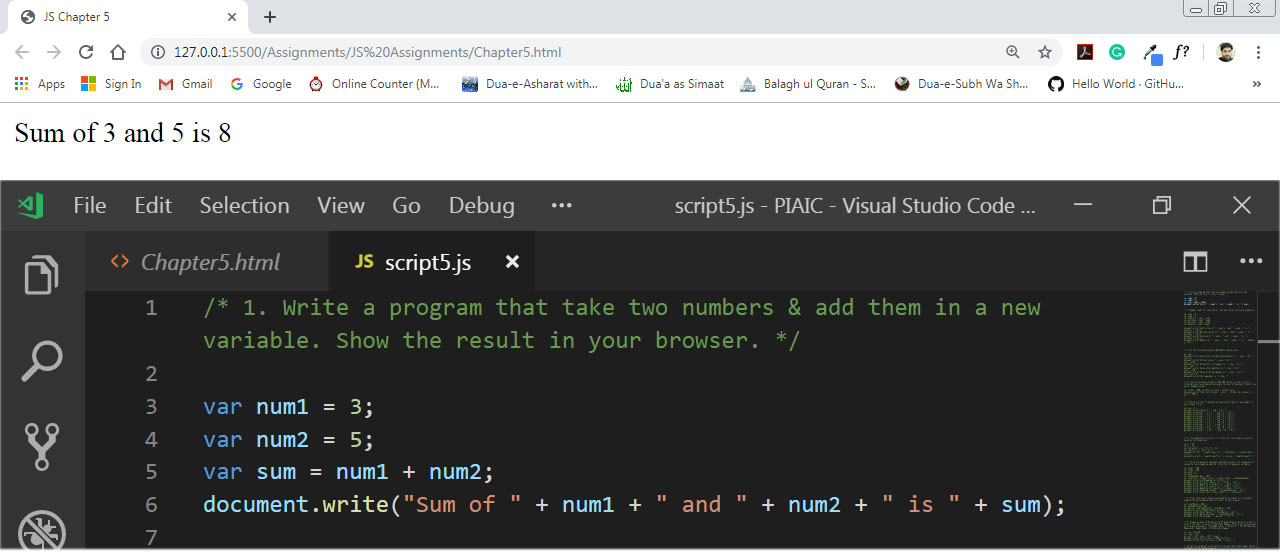 JS Chapter 5
127.0.0.1:5500/Assignments/JS%20Assignments/Chapter5.html
f?
Apps Sign In Gmail Google Online Counter (M... Dua-e-Asharat with... Dua'a as Simaat Balagh ul Quran - S... Dua-e-Subh Wa Sh... Hello World · GitHu... »
Sum of 3 and 5 is 8
File Edit Selection View Go Debug ··· script5.js - PIAIC - Visual Studio Code ...
<> Chapter5.html JS script5.js
1 /* 1. Write a program that take two numbers & add them in a new
variable. Show the result in your browser. */
2
3 var num1 = 3;
4 var num2 = 5;
5 var sum = num1 + num2;
6 document.write("Sum of " + num1 + " and " + num2 + " is " + sum);
7